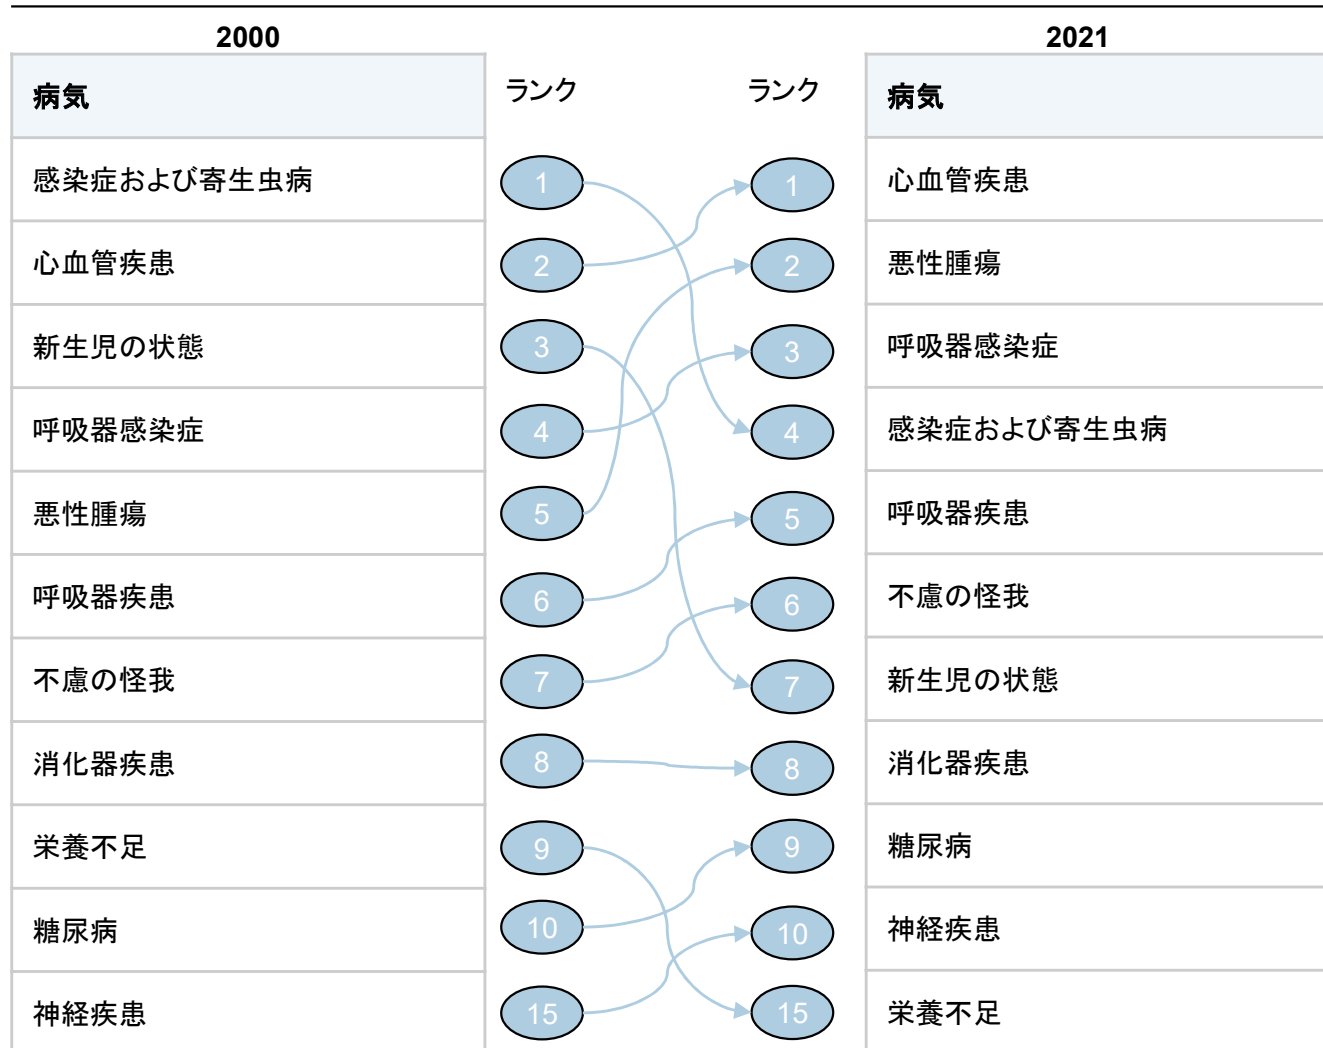 2000 2021
病気 ランク ランク 病気
感染症および寄生虫病 1 1 心血管疾患
心血管疾患 2 2 悪性腫瘍
新生児の状態 3 3 呼吸器感染症
呼吸器感染症 4 4 感染症および寄生虫病
悪性腫瘍 5 5 呼吸器疾患
呼吸器疾患 6 6 不慮の怪我
不慮の怪我 7 7 新生児の状態
消化器疾患 8 8 消化器疾患
栄養不足 9 9 糖尿病
糖尿病 10 10 神経疾患
神経疾患 15 15 栄養不足